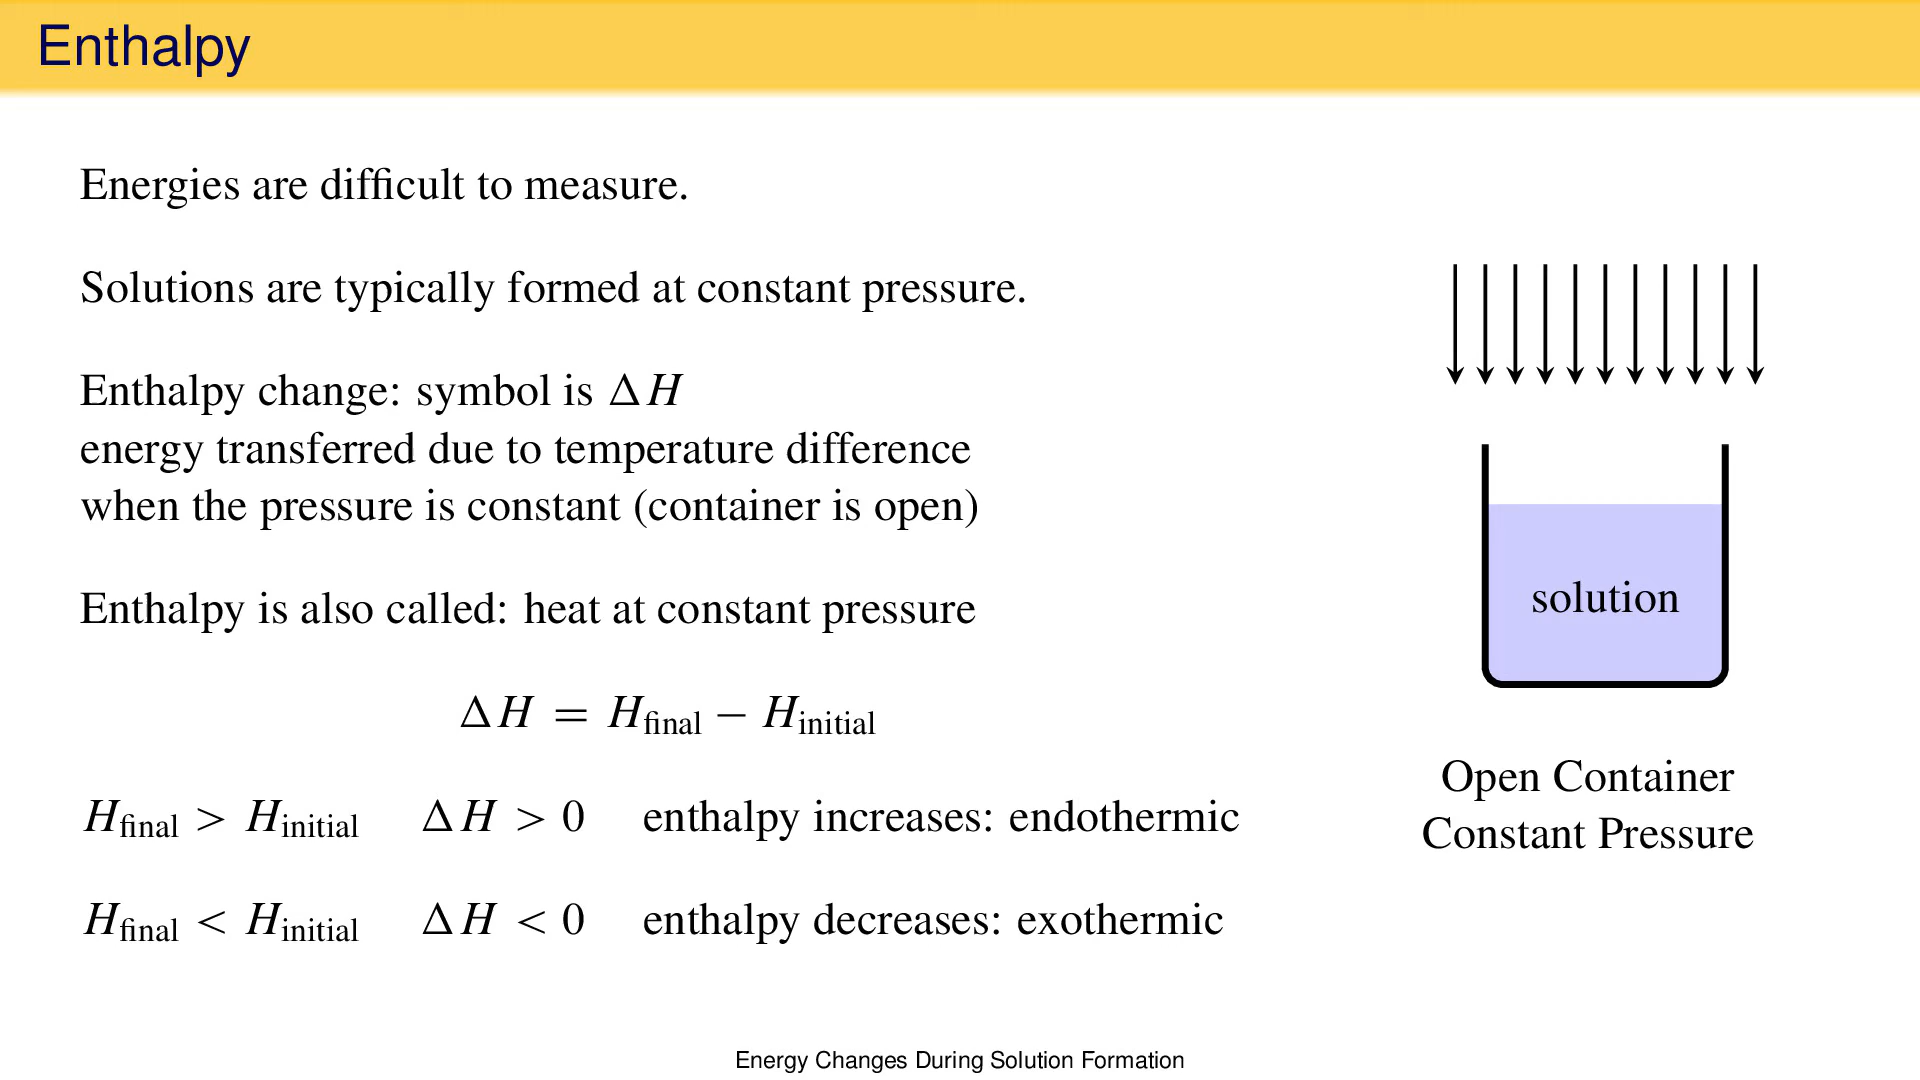 Enthalpy
Energies are difficult to measure.
Solutions are typically formed at constant pressure.
Enthalpy change: symbol is ΔH
energy transferred due to temperature difference
when the pressure is constant (container is open)
Enthalpy is also called: heat at constant pressure
ΔH = H_final − H_initial
H_final > H_initial ΔH > 0 enthalpy increases: endothermic
H_final < H_initial ΔH < 0 enthalpy decreases: exothermic
solution
Open Container
Constant Pressure
Energy Changes During Solution Formation